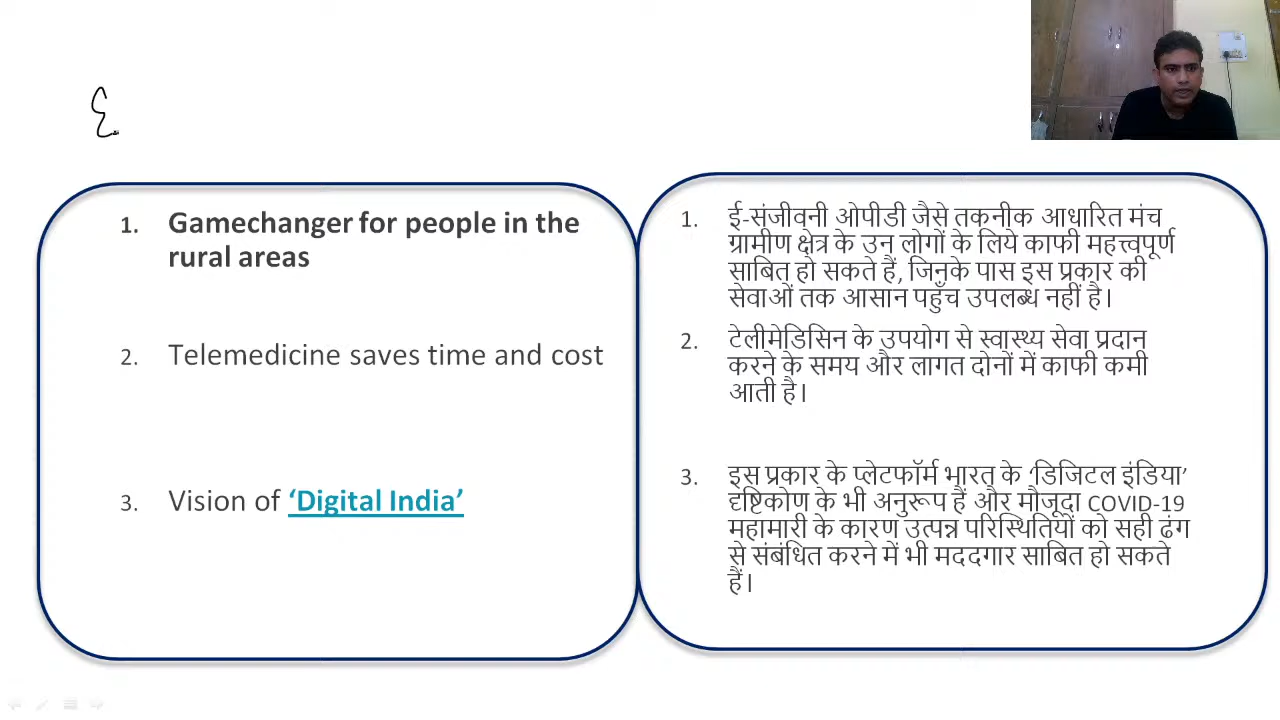 1. Gamechanger for people in the
rural areas
2. Telemedicine saves time and cost
3. Vision of ‘Digital India’
1. ई-संजीवनी ओपीडी जैसे तकनीक आधारित मंच
ग्रामीण क्षेत्र के उन लोगों के लिये काफी महत्त्वपूर्ण
साबित हो सकते हैं, जिनके पास इस प्रकार की
सेवाओं तक आसान पहुँच उपलब्ध नहीं है।
2. टेलीमेडिसिन के उपयोग से स्वास्थ्य सेवा प्रदान
करने के समय और लागत दोनों में काफी कमी
आती है।
3. इस प्रकार के प्लेटफॉर्म भारत के ‘डिजिटल इंडिया’
दृष्टिकोण के भी अनुरूप हैं और मौजूदा COVID-19
महामारी के कारण उत्पन्न परिस्थितियों को सही ढंग
से संबंधित करने में भी मददगार साबित हो सकते
हैं।